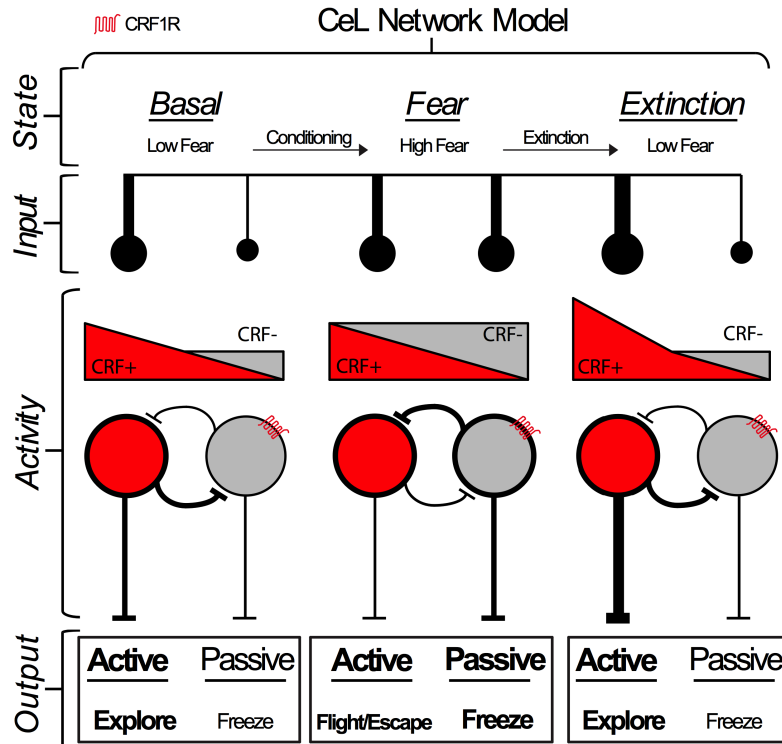 CRF1R
CeL Network Model
State
Basal
Fear
Extinction
Low Fear
Conditioning
High Fear
Extinction
Low Fear
Input
Activity
CRF-
CRF+
CRF-
CRF+
CRF-
CRF+
Output
Active Passive
Explore Freeze
Active Passive
Flight/Escape Freeze
Active Passive
Explore Freeze